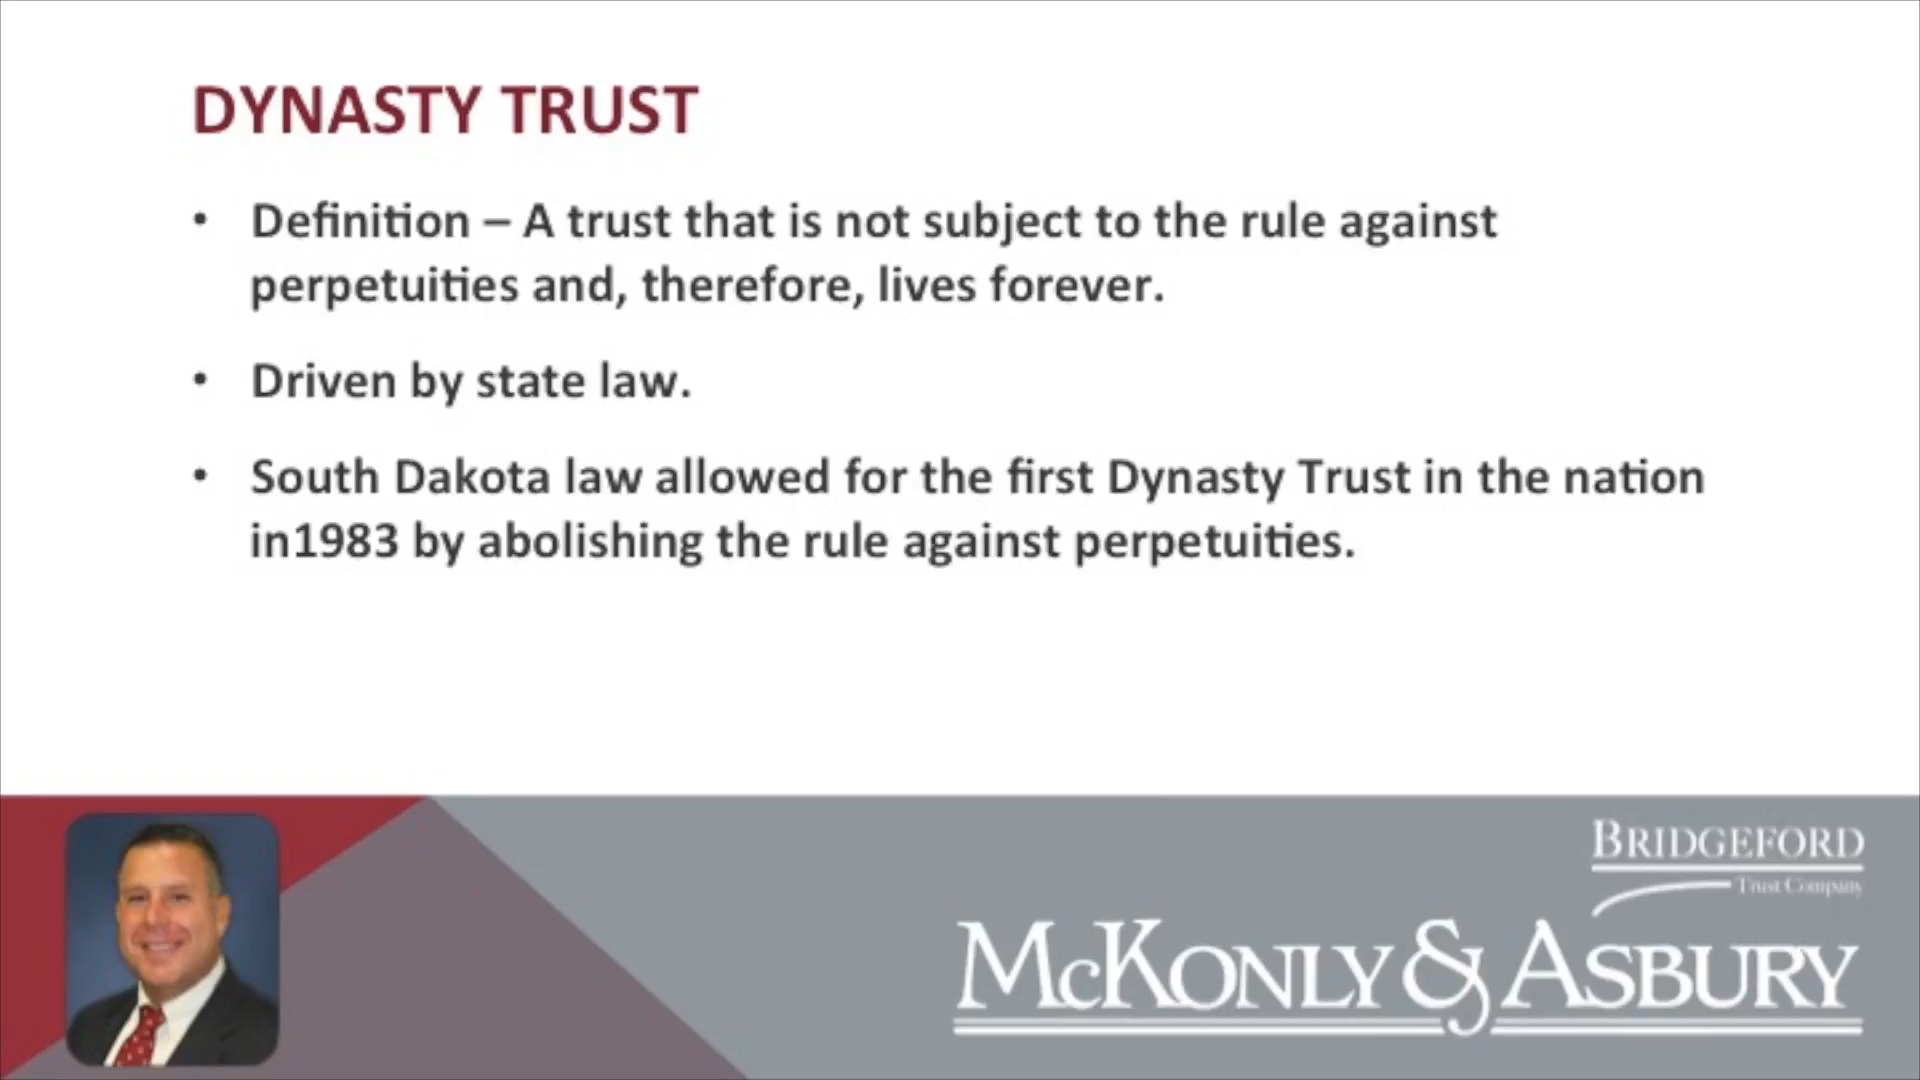 DYNASTY TRUST
• Definition – A trust that is not subject to the rule against
perpetuities and, therefore, lives forever.
• Driven by state law.
• South Dakota law allowed for the first Dynasty Trust in the nation
in1983 by abolishing the rule against perpetuities.
BRIDGEFORD
Trust Company
McKONLY & ASBURY